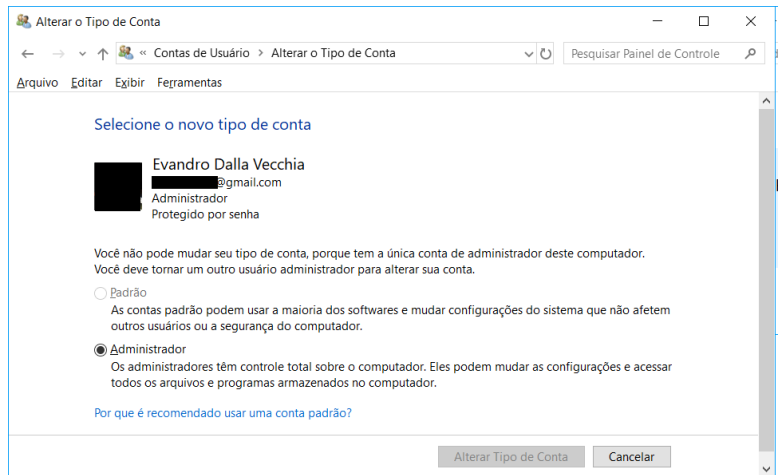 Alterar o Tipo de Conta
« Contas de Usuário > Alterar o Tipo de Conta
Pesquisar Painel de Controle
Arquivo Editar Exibir Ferramentas
Selecione o novo tipo de conta
Evandro Dalla Vecchia
@gmail.com
Administrador
Protegido por senha
Você não pode mudar seu tipo de conta, porque tem a única conta de administrador deste computador.
Você deve tornar um outro usuário administrador para alterar sua conta.
Padrão
As contas padrão podem usar a maioria dos softwares e mudar configurações do sistema que não afetem
outros usuários ou a segurança do computador.
Administrador
Os administradores têm controle total sobre o computador. Eles podem mudar as configurações e acessar
todos os arquivos e programas armazenados no computador.
Por que é recomendado usar uma conta padrão?
Alterar Tipo de Conta
Cancelar